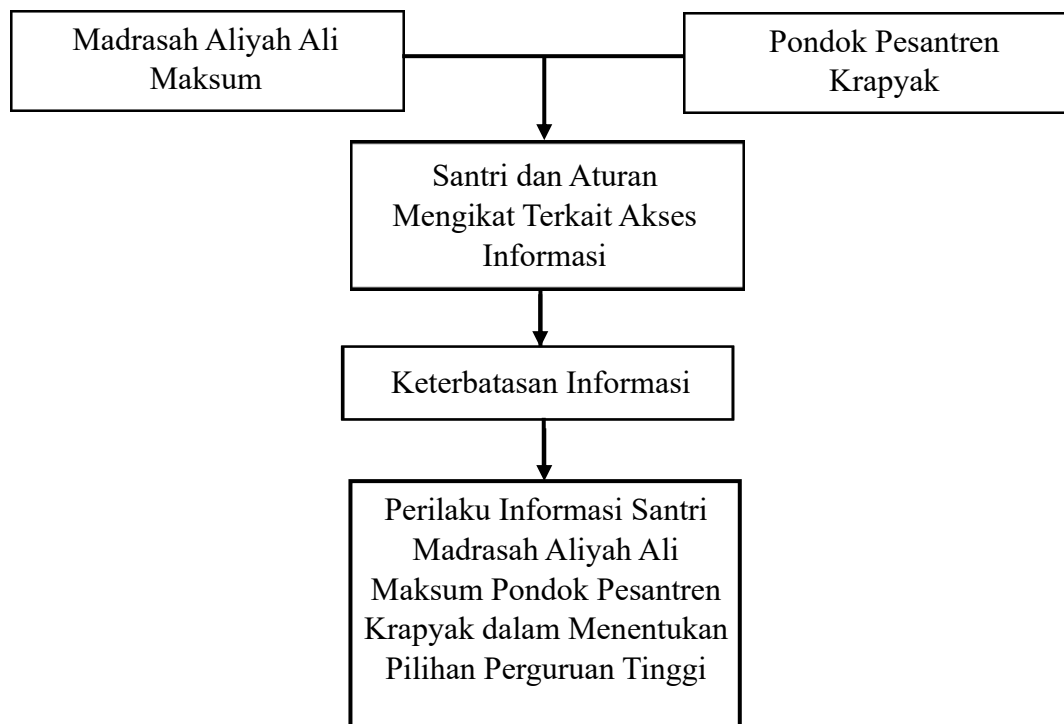 Madrasah Aliyah Ali
Maksum
Pondok Pesantren
Krapyak
Santri dan Aturan
Mengikat Terkait Akses
Informasi
Keterbatasan Informasi
Perilaku Informasi Santri
Madrasah Aliyah Ali
Maksum Pondok Pesantren
Krapyak dalam Menentukan
Pilihan Perguruan Tinggi